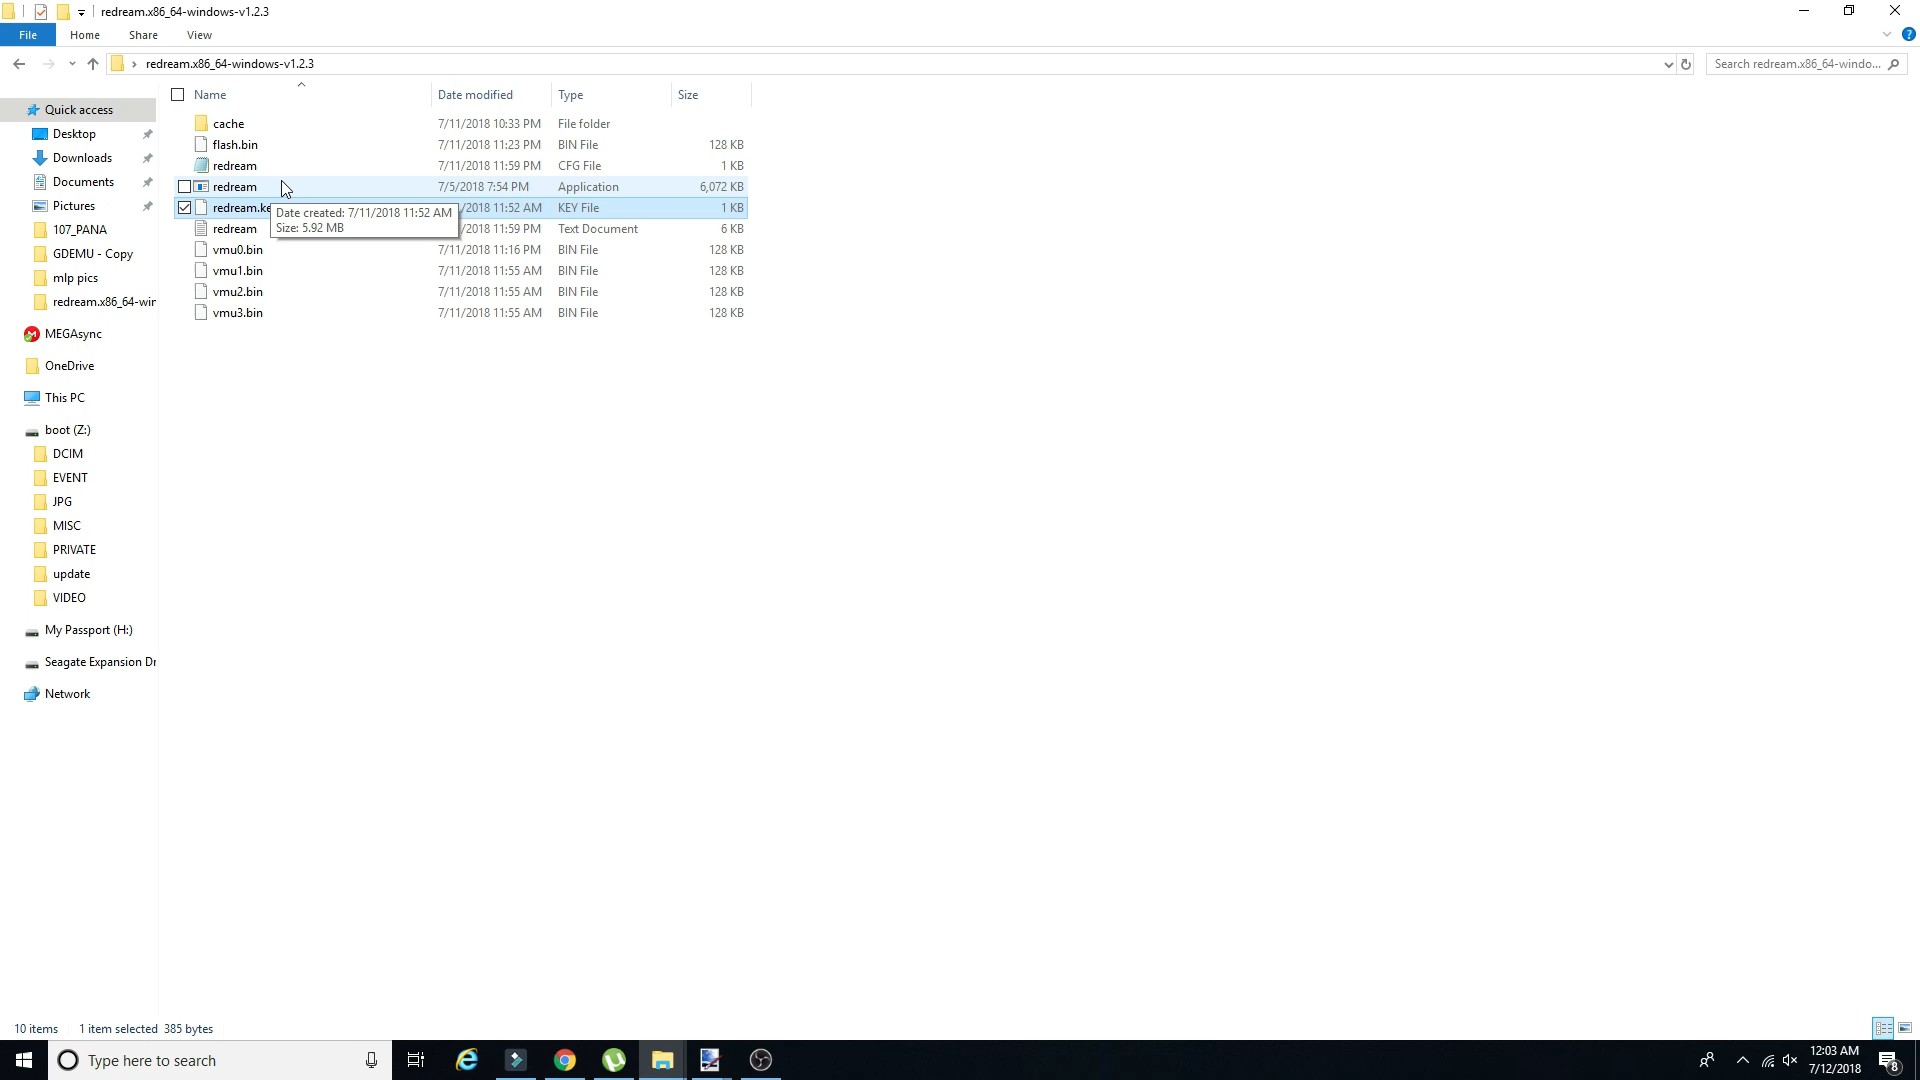 redream.x86_64-windows-v1.2.3
File Home Share View
redream.x86_64-windows-v1.2.3
Search redream.x86_64-windo...
Name Date modified Type Size
Quick access
Desktop
Downloads
Documents
Pictures
107_PANA
GDEMU - Copy
mlp pics
redream.x86_64-wir
MEGAsync
OneDrive
This PC
boot (Z:)
DCIM
EVENT
JPG
MISC
PRIVATE
update
VIDEO
My Passport (H:)
Seagate Expansion Dr
Network
cache 7/11/2018 10:33 PM File folder
flash.bin 7/11/2018 11:23 PM BIN File 128 KB
redream 7/11/2018 11:59 PM CFG File 1 KB
redream 7/5/2018 7:54 PM Application 6,072 KB
redream.ke /2018 11:52 AM KEY File 1 KB
redream /2018 11:59 PM Text Document 6 KB
vmu0.bin 7/11/2018 11:16 PM BIN File 128 KB
vmu1.bin 7/11/2018 11:55 AM BIN File 128 KB
vmu2.bin 7/11/2018 11:55 AM BIN File 128 KB
vmu3.bin 7/11/2018 11:55 AM BIN File 128 KB
Date created: 7/11/2018 11:52 AM
Size: 5.92 MB
10 items 1 item selected 385 bytes
Type here to search
12:03 AM
7/12/2018
8